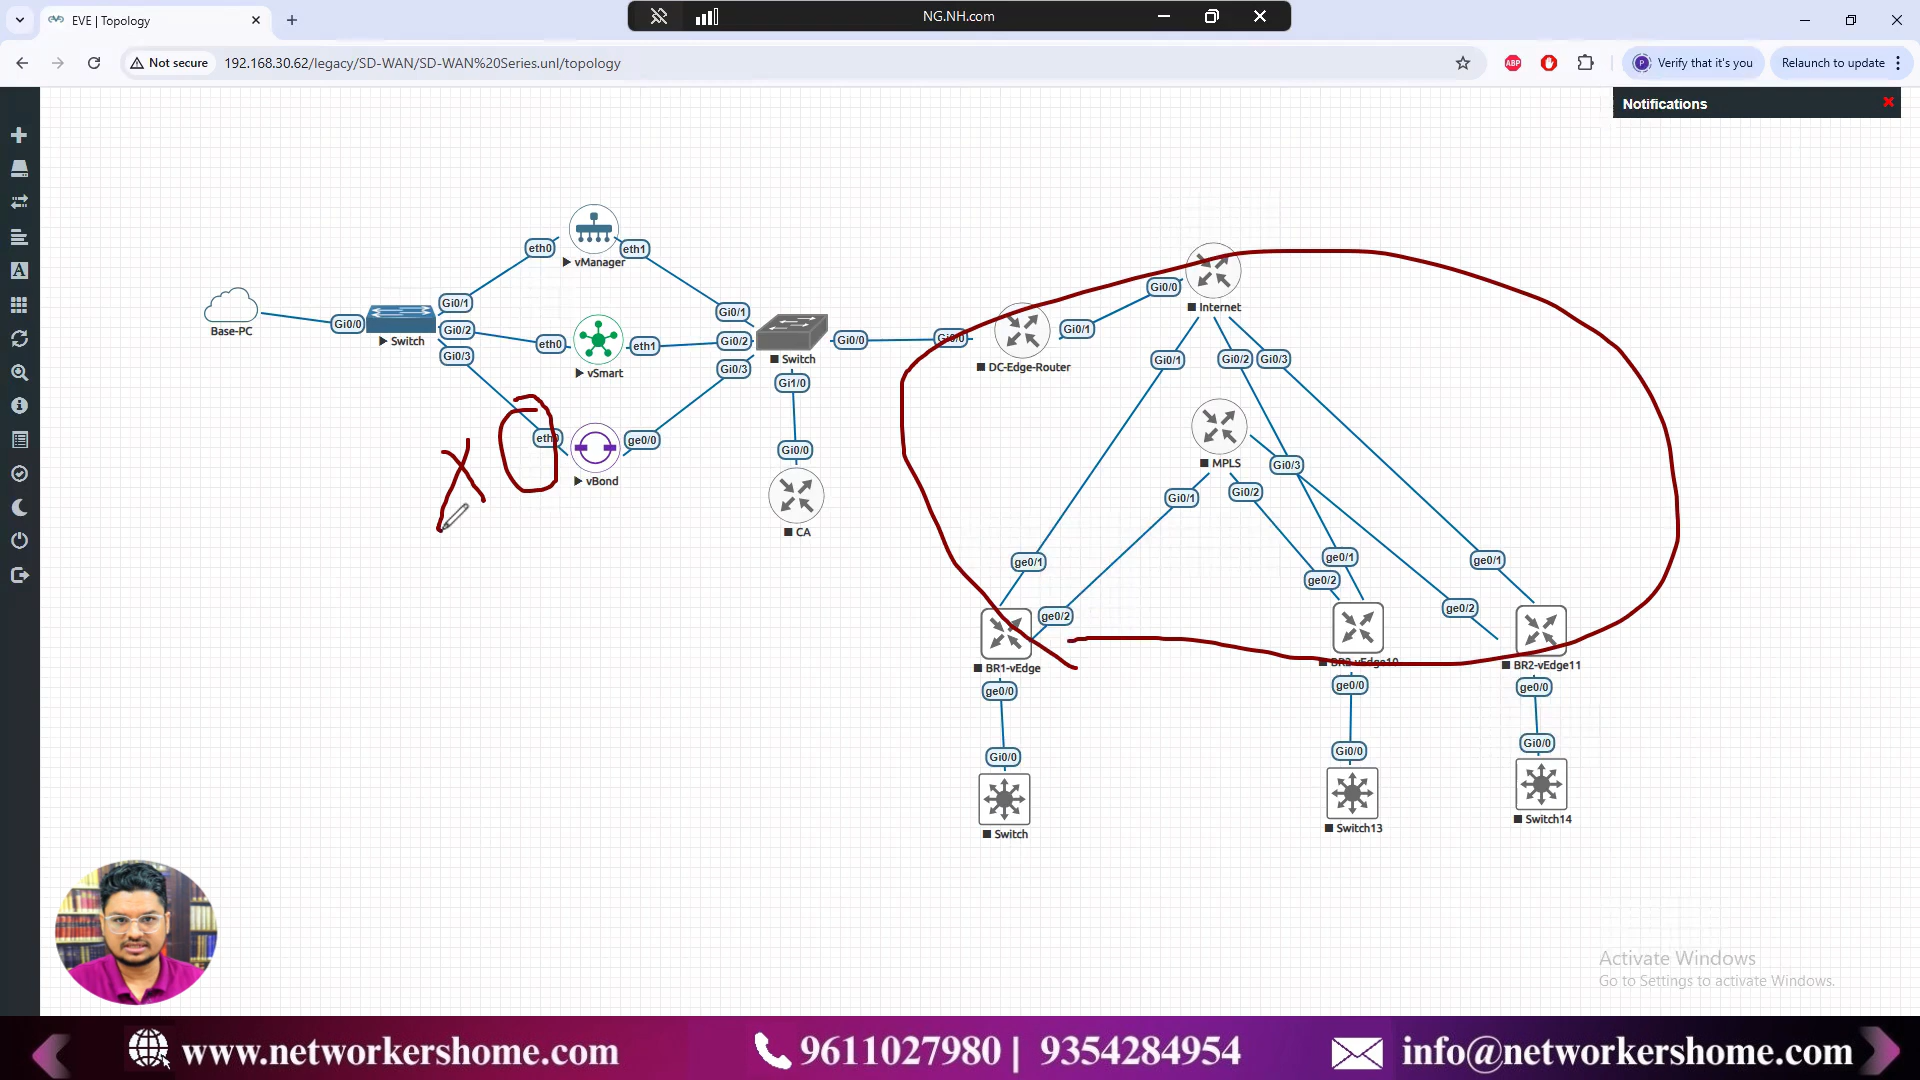 EVE | Topology
NG.NH.com
Not secure
192.168.30.62/legacy/SD-WAN/SD-WAN%20Series.unl/topology
ABP
P
Verify that it's you
Relaunch to update
Notifications
eth0
vManager
eth1
Base-PC
Gi0/0
Switch
Gi0/1
Gi0/2
Gi0/3
eth0
vSmart
eth1
eth0
vBond
ge0/0
Gi0/1
Gi0/2
Gi0/3
Switch
Gi0/0
Gi1/0
Gi0/0
CA
Gi0/0
DC-Edge-Router
Gi0/1
Gi0/0
Internet
Gi0/1
Gi0/2
Gi0/3
MPLS
Gi0/1
Gi0/2
Gi0/3
ge0/1
ge0/2
BR1-vEdge
ge0/0
Gi0/0
Switch
ge0/1
ge0/2
ge0/0
Gi0/0
Switch13
ge0/1
ge0/2
BR2-vEdge11
ge0/0
Gi0/0
Switch14
X
Activate Windows
Go to Settings to activate Windows.
www.networkershome.com
9611027980 | 9354284954
info@networkershome.com